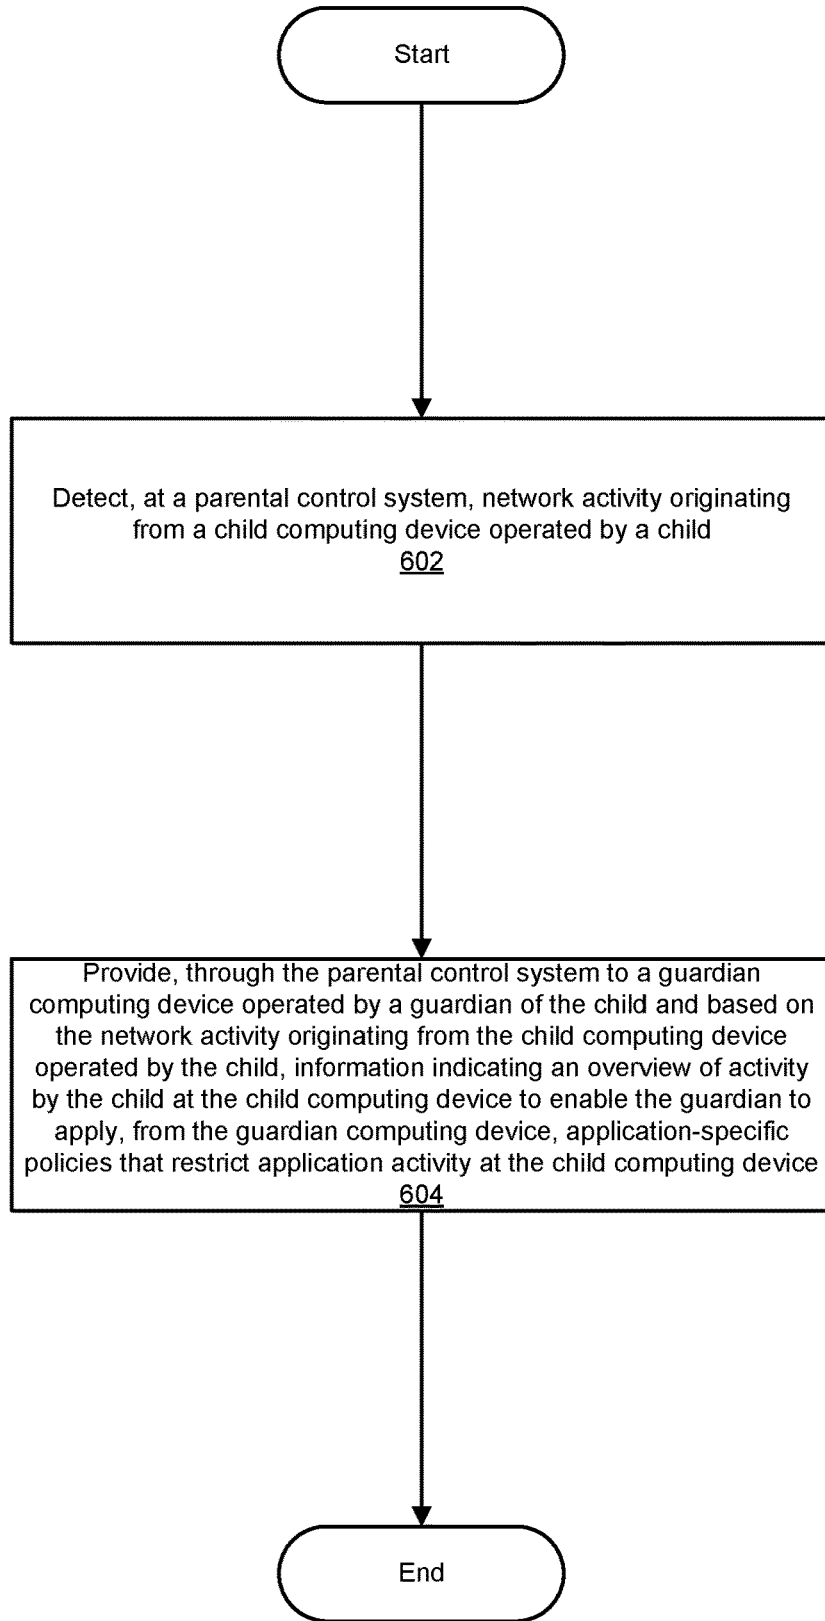 Start
Detect, at a parental control system, network activity originating
from a child computing device operated by a child
602
Provide, through the parental control system to a guardian
computing device operated by a guardian of the child and based on
the network activity originating from the child computing device
operated by the child, information indicating an overview of activity
by the child at the child computing device to enable the guardian to
apply, from the guardian computing device, application-specific
policies that restrict application activity at the child computing device
604
End